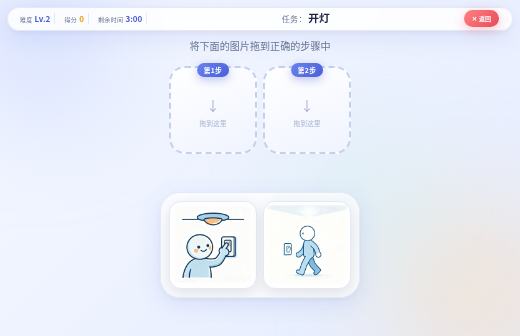 难度 Lv.2 得分 0 剩余时间 3:00 任务: 开灯 × 返回
将下面的图片拖到正确的步骤中
第1步 第2步
↓ ↓
拖到这里 拖到这里